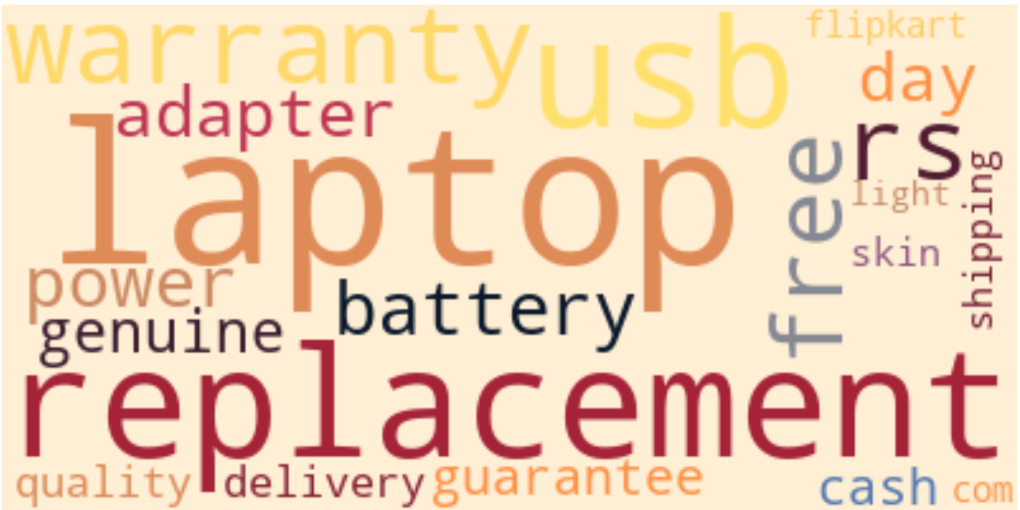 warranty
usb
flipkart
day
adapter
rs
laptop
free
light
shipping
skin
power
battery
genuine
replacement
quality
delivery
guarantee
cash
com